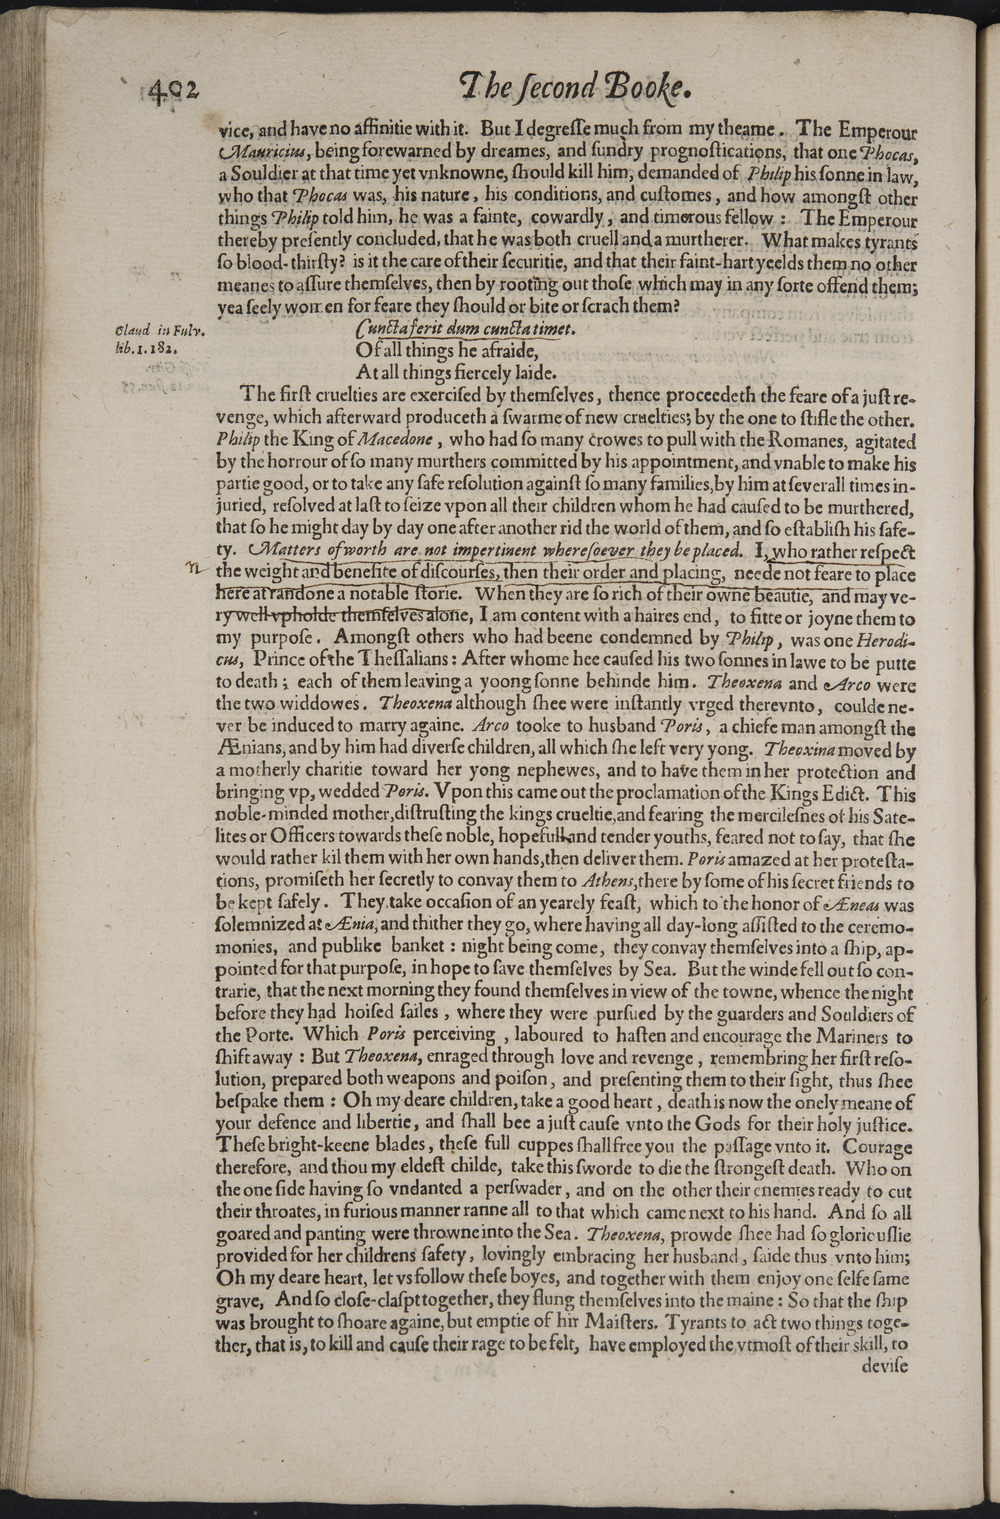 402
The ſecond Booke.
vice, and have no affinitie with it. But I degreſſe much from my theame. The Emperour
Mauricius, being forewarned by dreames, and ſundry prognoſtications, that one Phocas,
a Souldier at that time yet vnknowne, ſhould kill him, demanded of Philip his ſonne in law,
who that Phocas was, his nature, his conditions, and cuſtomes, and how amongſt other
things Philip told him, he was a fainte, cowardly, and timorous fellow: The Emperour
thereby preſently concluded, that he was both cruell and a murtherer. What makes tyrants
ſo blood-thirſty? is it the care of their ſecuritie, and that their faint-hart yeelds them no other
meanes to aſſure themſelves, then by rooting out thoſe which may in any ſorte offend them;
yea ſeely women for feare they ſhould or bite or ſcrach them?
Claud in Fulv.
lib. 1. 182.
Cuncta ferit dum cuncta timet.
Of all things he afraide,
At all things fiercely laide.
The firſt cruelties are exerciſed by themſelves, thence proceedeth the feare of a juſt re-
venge, which afterward produceth a ſwarme of new cruelties; by the one to ſtifle the other.
Philip the King of Macedone, who had ſo many crowes to pull with the Romanes, agitated
by the horrour of ſo many murthers committed by his appointment, and vnable to make his
partie good, or to take any ſafe reſolution againſt ſo many families, by him at ſeverall times in-
juried, reſolved at laſt to ſeize vpon all their children whom he had cauſed to be murthered,
that ſo he might day by day one after another rid the world of them, and ſo eſtabliſh his ſafe-
ty. Matters of worth are not impertinent whereſoever they be placed. I, who rather reſpect
the weight and benefite of diſcourſes, then their order and placing, neede not feare to place
here at randone a notable ſtorie. When they are ſo rich of their owne beautie, and may ve-
ry well vpholde themſelves alone, I am content with a haires end, to fitte or joyne them to
my purpoſe. Amongſt others who had beene condemned by Philip, was one Herodi-
cus, Prince of the Theſſalians: After whome hee cauſed his two ſonnes in lawe to be putte
to death; each of them leaving a yoong ſonne behinde him. Theoxena and Arco were
the two widdowes. Theoxena although ſhee were inſtantly vrged therevnto, coulde ne-
ver be induced to marry againe. Arco tooke to husband Poris, a chiefe man amongſt the
Ænians, and by him had diverſe children, all which ſhe left very yong. Theoxina moved by
a motherly charitie toward her yong nephewes, and to have them in her protection and
bringing vp, wedded Poris. Vpon this came out the proclamation of the Kings Edict. This
noble-minded mother, diſtruſting the kings crueltie, and fearing the mercileſnes of his Sate-
lites or Officers towards theſe noble, hopefull and tender youths, feared not to ſay, that ſhe
would rather kil them with her own hands, then deliver them. Poris amazed at her proteſta-
tions, promiſeth her ſecretly to convay them to Athens, there by ſome of his ſecret friends to
be kept ſafely. They take occaſion of an yearely feaſt, which to the honor of Æneas was
ſolemnized at Ænia, and thither they go, where having all day-long aſſiſted to the ceremo-
monies, and publike banket: night being come, they convay themſelves into a ſhip, ap-
pointed for that purpoſe, in hope to ſave themſelves by Sea. But the winde fell out ſo con-
trarie, that the next morning they found themſelves in view of the towne, whence the night
before they had hoiſed ſailes, where they were purſued by the guarders and Souldiers of
the Porte. Which Poris perceiving, laboured to haſten and encourage the Mariners to
ſhift away: But Theoxena, enraged through love and revenge, remembring her firſt reſo-
lution, prepared both weapons and poiſon, and preſenting them to their ſight, thus ſhee
beſpake them: Oh my deare children, take a good heart, death is now the onely meane of
your defence and libertie, and ſhall bee a juſt cauſe vnto the Gods for their holy juſtice.
Theſe bright-keene blades, theſe full cuppes ſhall free you the paſſage vnto it. Courage
therefore, and thou my eldeſt childe, take this ſworde to die the ſtrongeſt death. Who on
the one ſide having ſo vndanted a perſwader, and on the other their enemies ready to cut
their throates, in furious manner ranne all to that which came next to his hand. And ſo all
goared and panting were throwne into the Sea. Theoxena, prowde ſhee had ſo gloriouſlie
provided for her childrens ſafety, lovingly embracing her husband, ſaide thus vnto him;
Oh my deare heart, let vs follow theſe boyes, and together with them enjoy one ſelfe ſame
grave, And ſo cloſe-claſpt together, they flung themſelves into the maine: So that the ſhip
was brought to ſhoare againe, but emptie of hir Maiſters. Tyrants to act two things toge-
ther, that is, to kill and cauſe their rage to be felt, have employed the vtmoſt of their skill, to
deviſe